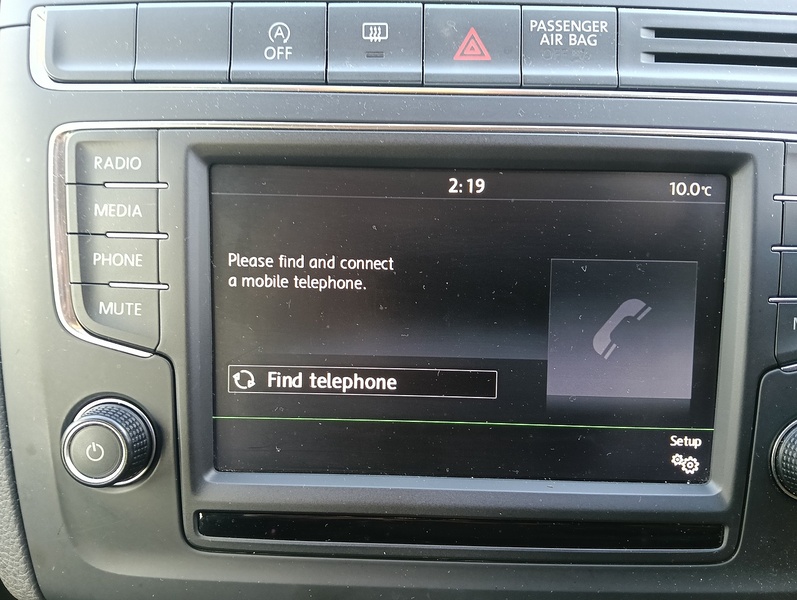 A
OFF
PASSENGER
AIR BAG
RADIO
MEDIA
PHONE
MUTE
2:19
10.0°C
Please find and connect
a mobile telephone.
Find telephone
Setup